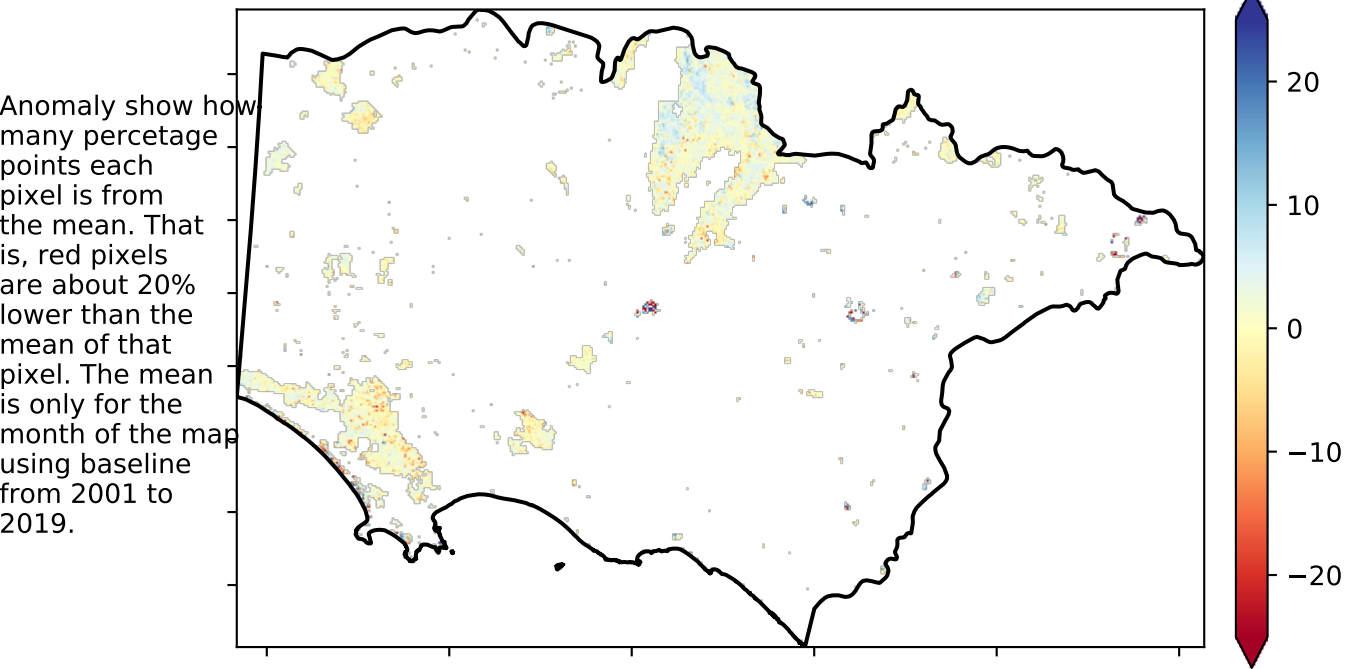 Anomaly show how
many percetage
points each
pixel is from
the mean. That
is, red pixels
are about 20%
lower than the
mean of that
pixel. The mean
is only for the
month of the map
using baseline
from 2001 to
2019.
20
10
0
−10
−20